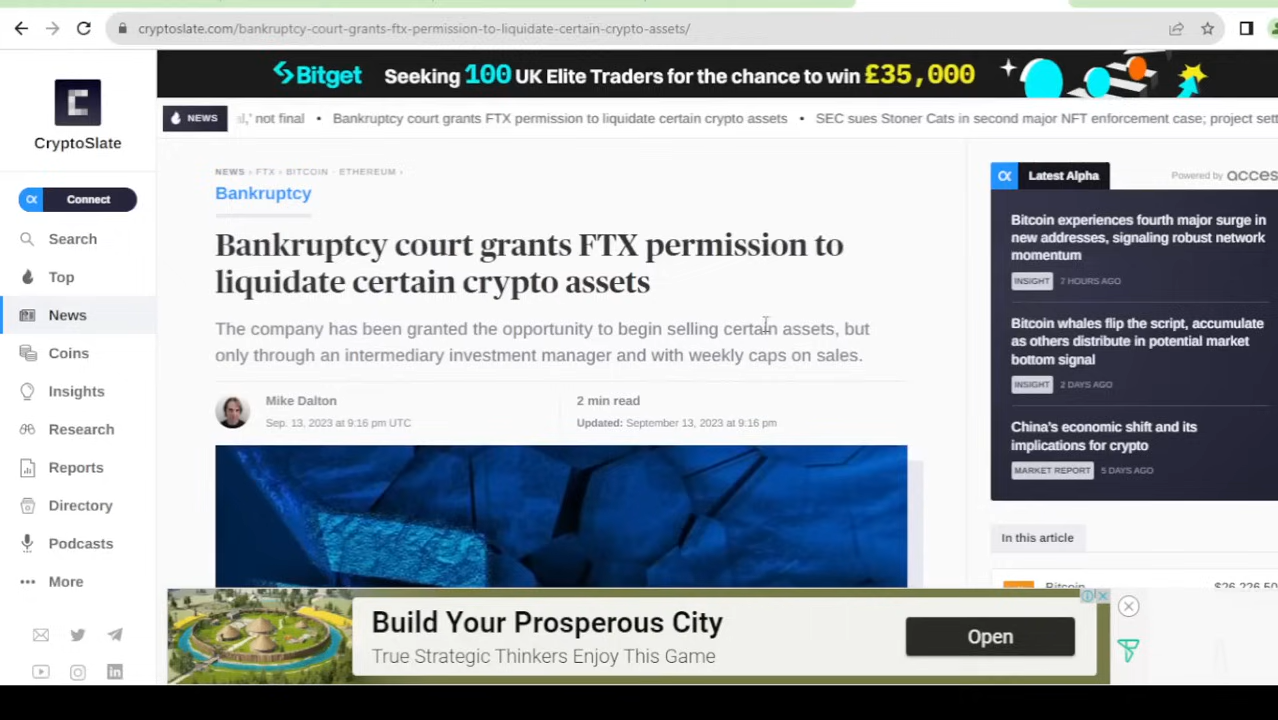 cryptoslate.com/bankruptcy-court-grants-ftx-permission-to-liquidate-certain-crypto-assets/
Bitget Seeking 100 UK Elite Traders for the chance to win £35,000
CryptoSlate
Connect
Search
Top
News
Coins
Insights
Research
Reports
Directory
Podcasts
More
NEWS
not final • Bankruptcy court grants FTX permission to liquidate certain crypto assets • SEC sues Stoner Cats in second major NFT enforcement case; project
NEWS › FTX › BITCOIN · ETHEREUM ›
Bankruptcy
Bankruptcy court grants FTX permission to
liquidate certain crypto assets
The company has been granted the opportunity to begin selling certain assets, but
only through an intermediary investment manager and with weekly caps on sales.
Mike Dalton
Sep. 13, 2023 at 9:16 pm UTC
2 min read
Updated: September 13, 2023 at 9:16 pm
Latest Alpha
Powered by
Bitcoin experiences fourth major surge in
new addresses, signaling robust network
momentum
INSIGHT 7 HOURS AGO
Bitcoin whales flip the script, accumulate
as others distribute in potential market
bottom signal
INSIGHT 2 DAYS AGO
China's economic shift and its
implications for crypto
MARKET REPORT 5 DAYS AGO
In this article
Bitcoin $26,226.50
Build Your Prosperous City
True Strategic Thinkers Enjoy This Game
Open